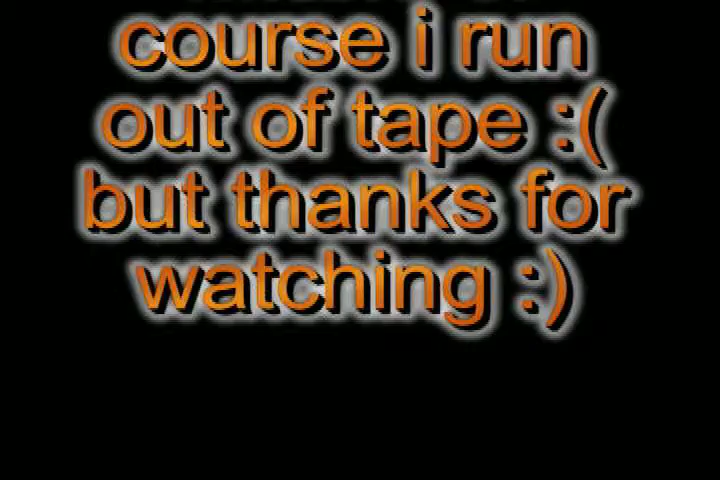 course i run
out of tape :(
but thanks for
watching :)